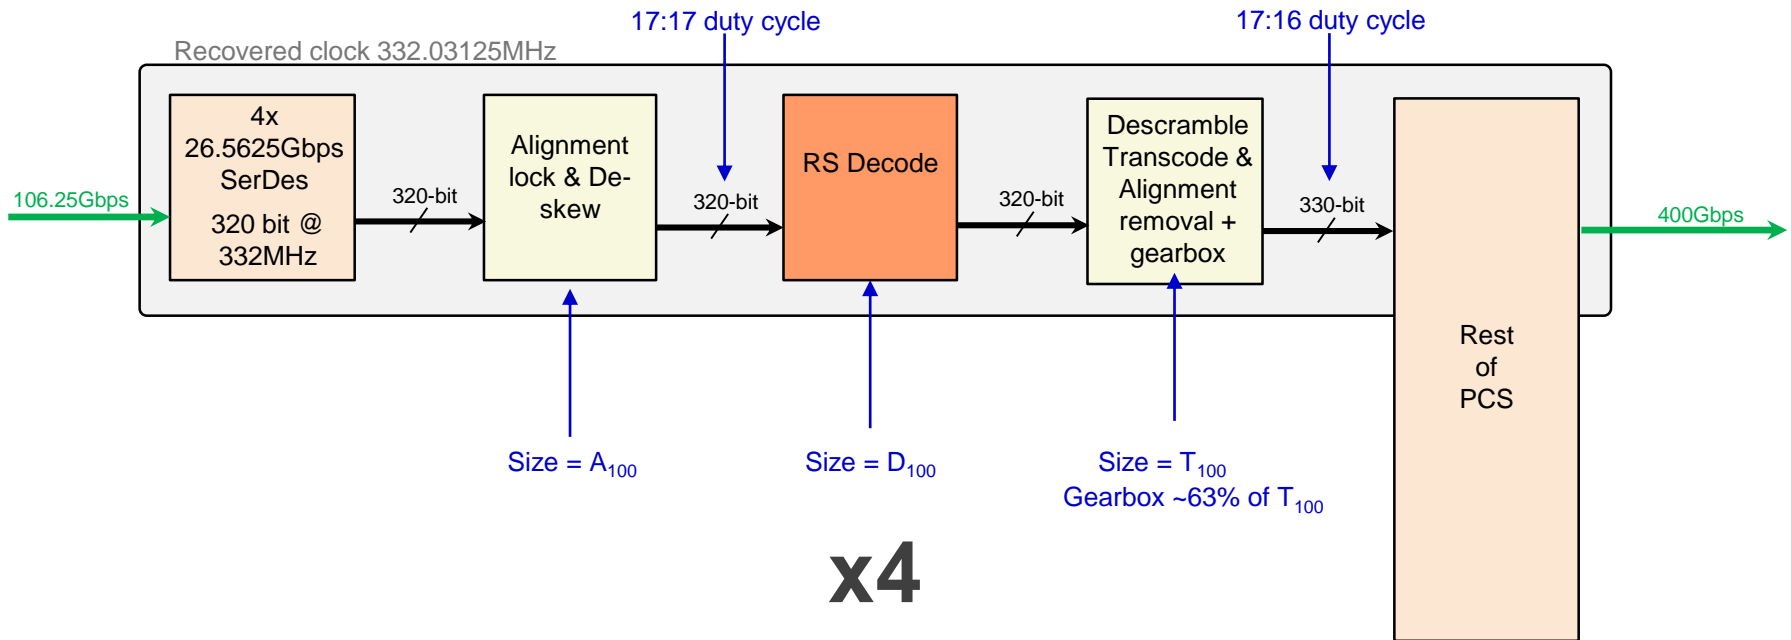 17:17 duty cycle
17:16 duty cycle
Recovered clock 332.03125MHz
4x
26.5625Gbps
SerDes
320 bit @
332MHz
Alignment
lock & De-
skew
RS Decode
Descramble
Transcode &
Alignment
removal +
gearbox
106.25Gbps
320-bit
320-bit
320-bit
330-bit
400Gbps
Rest
of
PCS
Size = A100
Size = D100
Size = T100
Gearbox ~63% of T100
x4